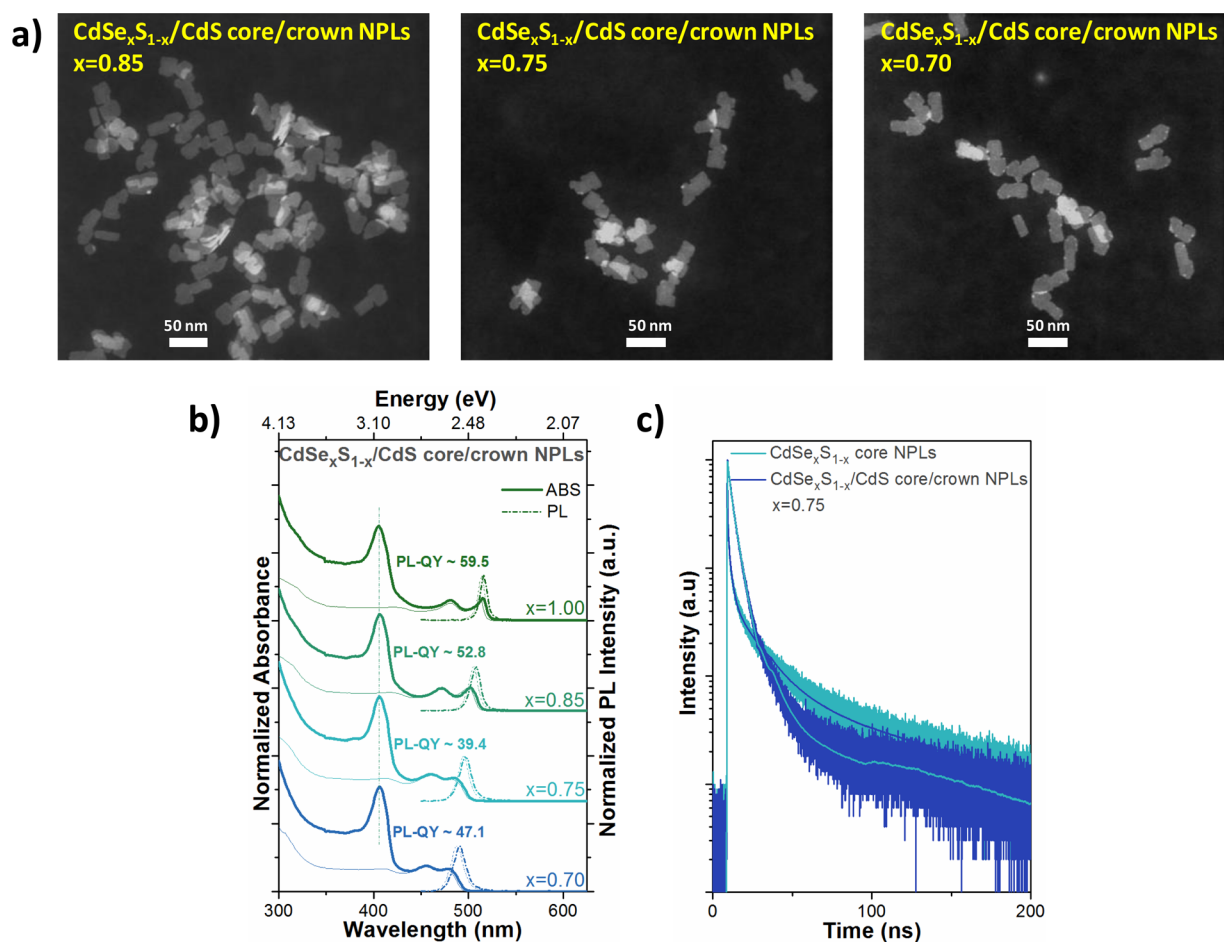 a)
CdSexS1-x/CdS core/crown NPLs
x=0.85
50 nm
CdSexS1-x/CdS core/crown NPLs
x=0.75
50 nm
CdSexS1-x/CdS core/crown NPLs
x=0.70
50 nm
b)
Energy (eV)
4.13 3.10 2.48 2.07
CdSexS1-x/CdS core/crown NPLs
ABS
PL
PL-QY ~ 59.5
x=1.00
PL-QY ~ 52.8
x=0.85
PL-QY ~ 39.4
x=0.75
PL-QY ~ 47.1
x=0.70
Normalized Absorbance
Normalized PL Intensity (a.u.)
300 400 500 600
Wavelength (nm)
c)
CdSexS1-x core NPLs
CdSexS1-x/CdS core/crown NPLs
x=0.75
Intensity (a.u)
0 100 200
Time (ns)